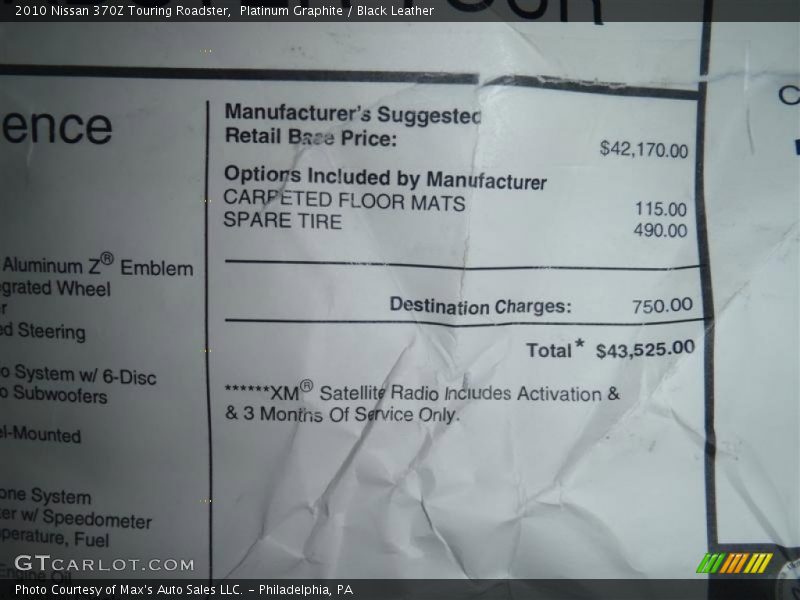 2010 Nissan 370Z Touring Roadster,  Platinum Graphite / Black Leather
ence
Aluminum Z® Emblem
grated Wheel
r
ed Steering
o System w/ 6-Disc
o Subwoofers
el-Mounted
one System
er w/ Speedometer
perature, Fuel
Engine Oil
Manufacturer's Suggested
Retail Base Price: $42,170.00
Options Included by Manufacturer
CARPETED FLOOR MATS 115.00
SPARE TIRE 490.00
Destination Charges: 750.00
Total* $43,525.00
******XM® Satellite Radio Includes Activation &
& 3 Months Of Service Only.
C
GTCARLOT.COM
Photo Courtesy of Max's Auto Sales LLC. - Philadelphia, PA